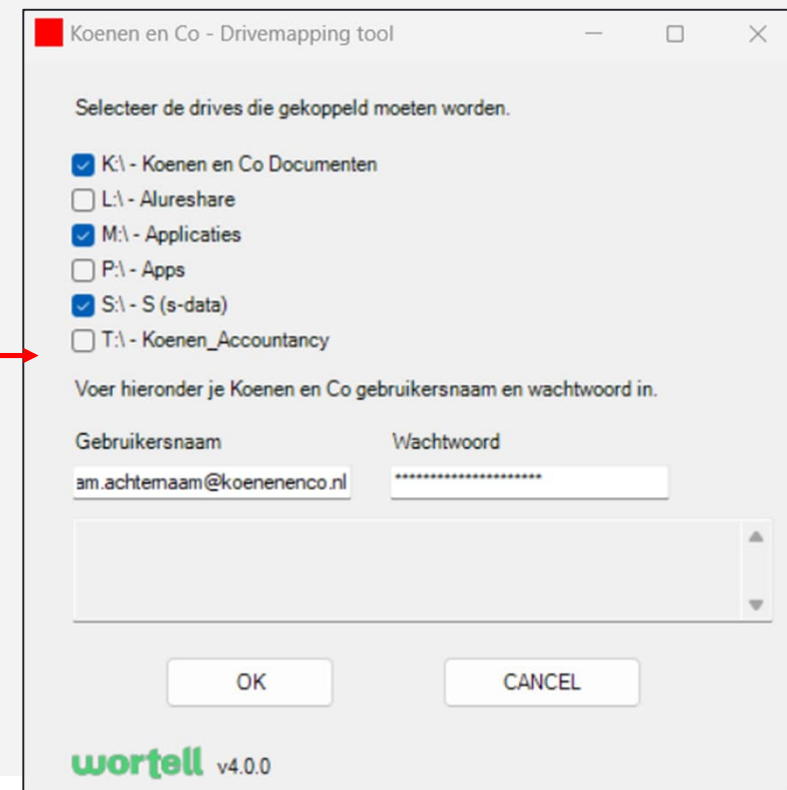 Koenen en Co - Drivemapping tool
Selecteer de drives die gekoppeld moeten worden.
K:\ - Koenen en Co Documenten
L:\ - Alureshare
M:\ - Applicaties
P:\ - Apps
S:\ - S (s-data)
T:\ - Koenen_Accountancy
Voer hieronder je Koenen en Co gebruikersnaam en wachtwoord in.
Gebruikersnaam Wachtwoord
am.achternaam@koenenenco.nl **********************
OK CANCEL
wortell v4.0.0